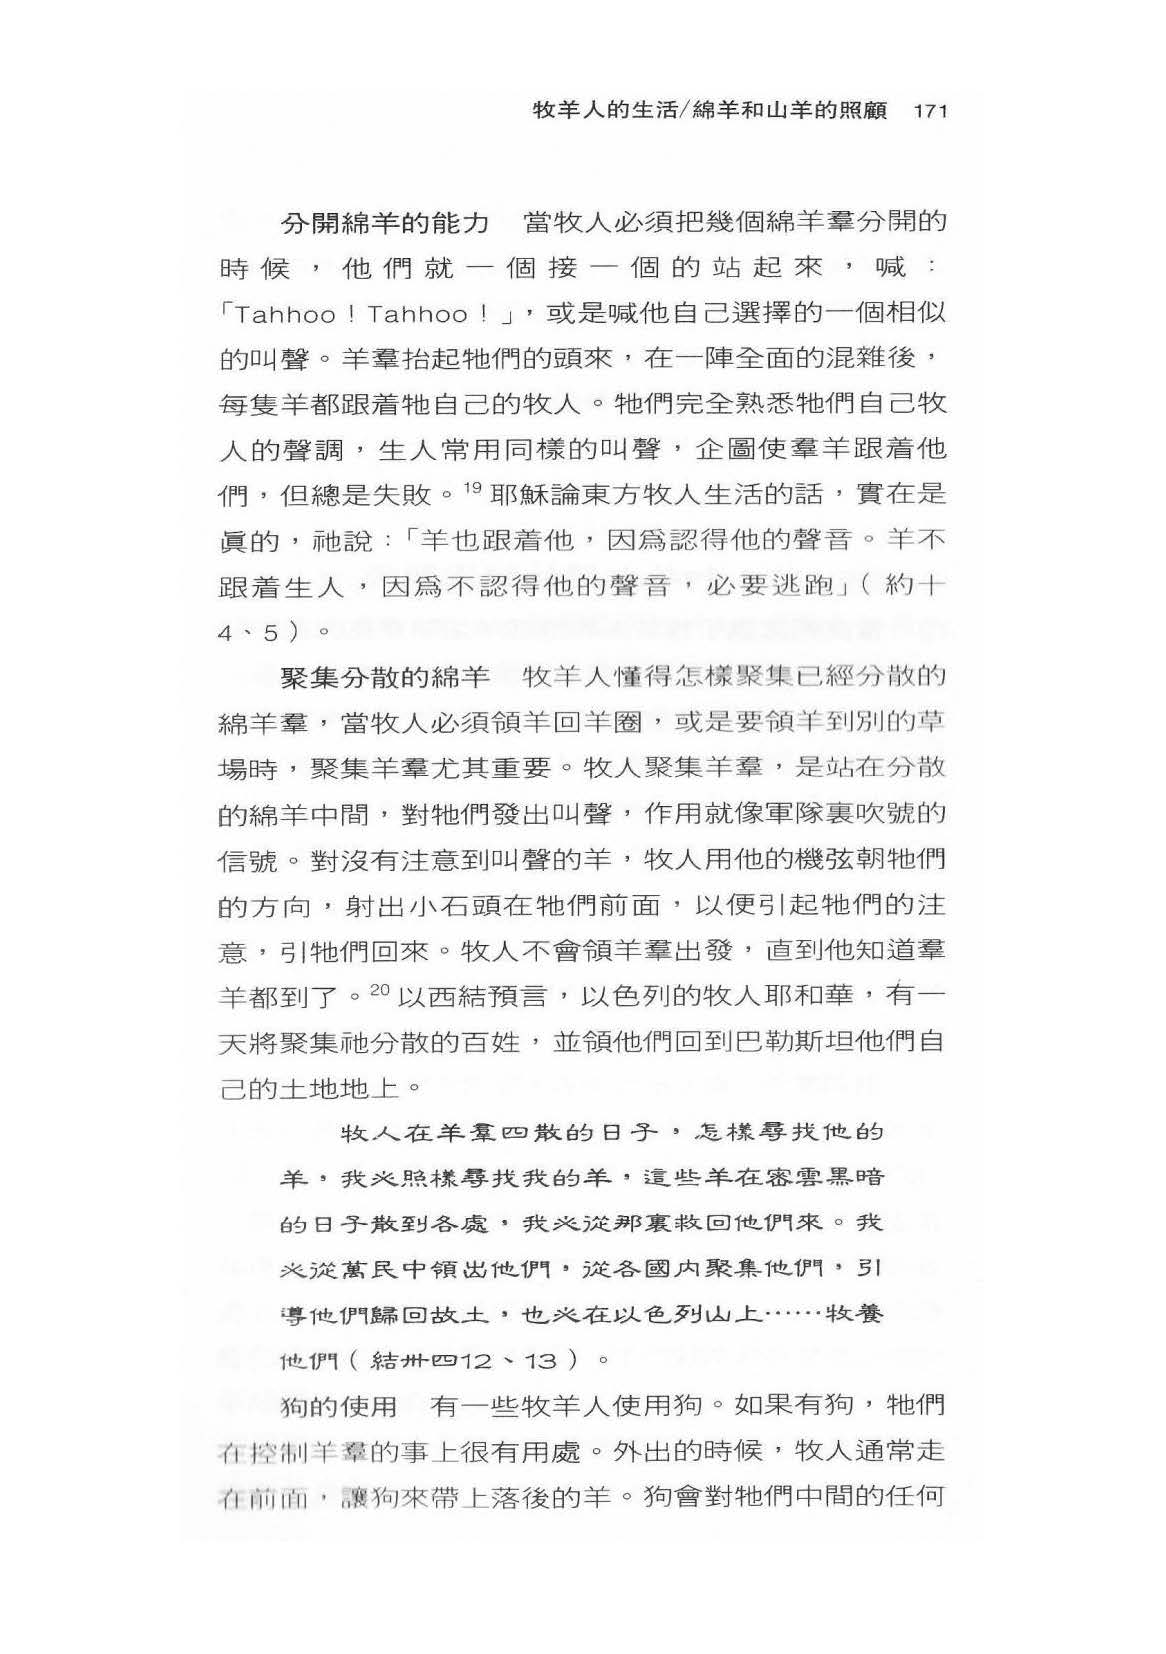 牧羊人的生活/綿羊和山羊的照顧 171
分開綿羊的能力 當牧人必須把幾個綿羊羣分開的
時候，他們就一個接一個的站起來，喊：
「Tahhoo！Tahhoo！」，或是喊他自己選擇的一個相似
的叫聲。羊羣抬起牠們的頭來，在一陣全面的混雜後，
每隻羊都跟着牠自己的牧人。牠們完全熟悉牠們自己牧
人的聲調，生人常用同樣的叫聲，企圖使羣羊跟着他
們，但總是失敗。19 耶穌論東方牧人生活的話，實在是
眞的，祂說：「羊也跟着他，因爲認得他的聲音。羊不
跟着生人，因爲不認得他的聲音，必要逃跑」（約十
4、5）。
聚集分散的綿羊 牧羊人懂得怎樣聚集已經分散的
綿羊羣，當牧人必須領羊回羊圈，或是要領羊到別的草
場時，聚集羊羣尤其重要。牧人聚集羊羣，是站在分散
的綿羊中間，對牠們發出叫聲，作用就像軍隊裏吹號的
信號。對沒有注意到叫聲的羊，牧人用他的機弦朝牠們
的方向，射出小石頭在牠們前面，以便引起牠們的注
意，引牠們回來。牧人不會領羊羣出發，直到他知道羣
羊都到了。20 以西結預言，以色列的牧人耶和華，有一
天將聚集祂分散的百姓，並領他們回到巴勒斯坦他們自
己的土地地上。
牧人在羊羣四散的日子，怎樣尋找他的
羊，我必照樣尋找我的羊，這些羊在密雲黑暗
的日子散到各處，我必從那裏救回他們來。我
必從萬民中領出他們，從各國內聚集他們，引
導他們歸回故土，也必在以色列山上……牧養
他們（結卅四12、13）。
狗的使用 有一些牧羊人使用狗。如果有狗，牠們
在控制羊羣的事上很有用處。外出的時候，牧人通常走
在前面，讓狗來帶上落後的羊。狗會對牠們中間的任何